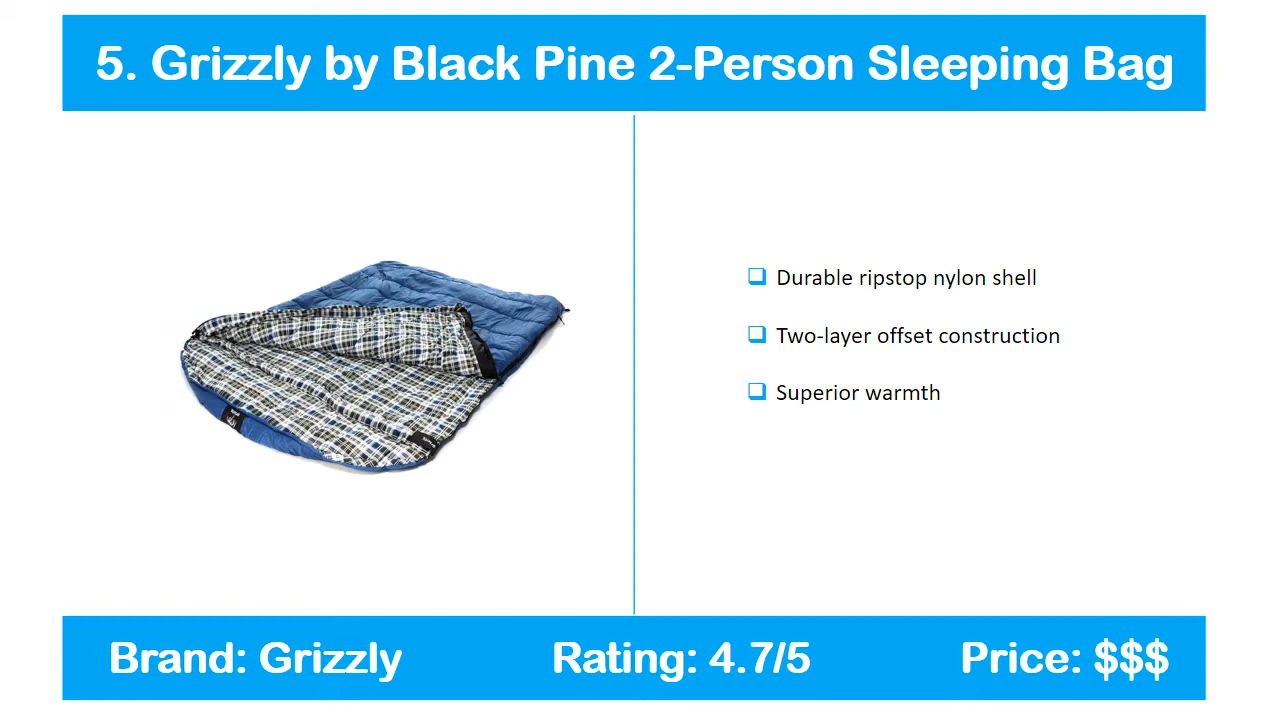 5. Grizzly by Black Pine 2-Person Sleeping Bag
Durable ripstop nylon shell
Two-layer offset construction
Superior warmth
Brand: Grizzly
Rating: 4.7/5
Price: $$$